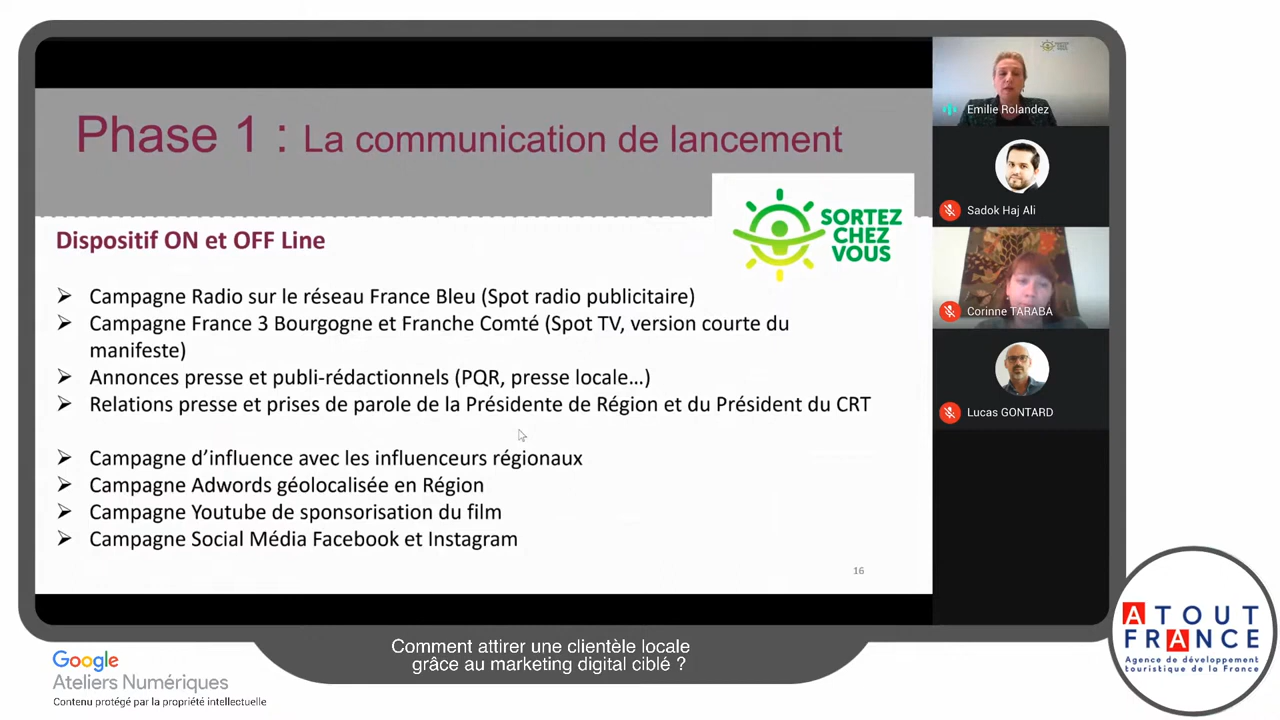 Phase 1 : La communication de lancement
SORTEZ
CHEZ
VOUS
Dispositif ON et OFF Line
Campagne Radio sur le réseau France Bleu (Spot radio publicitaire)
Campagne France 3 Bourgogne et Franche Comté (Spot TV, version courte du
manifeste)
Annonces presse et publi-rédactionnels (PQR, presse locale…)
Relations presse et prises de parole de la Présidente de Région et du Président du CRT
Campagne d’influence avec les influenceurs régionaux
Campagne Adwords géolocalisée en Région
Campagne Youtube de sponsorisation du film
Campagne Social Média Facebook et Instagram
16
Emilie Rolandez
Sadok Haj Ali
Corinne TARABA
Lucas GONTARD
Comment attirer une clientèle locale
grâce au marketing digital ciblé ?
Google
Ateliers Numériques
Contenu protégé par la propriété intellectuelle
ATOUT
FRANCE
Agence de développement
touristique de la France